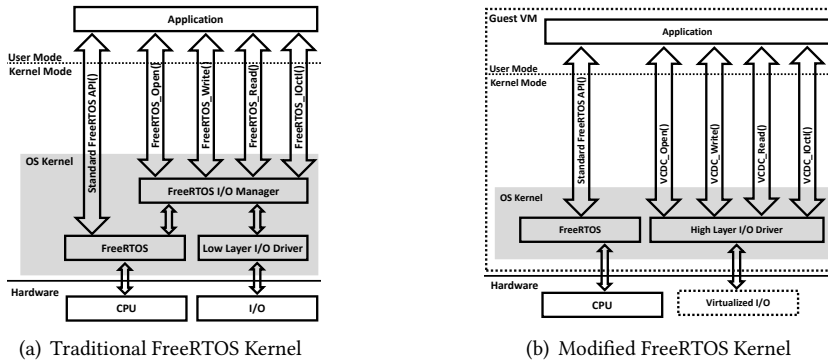 Application
User Mode
Kernel Mode
Standard FreeRTOS API()
FreeRTOS_Open()
FreeRTOS_Write()
FreeRTOS_Read()
FreeRTOS_IOctl()
OS Kernel
FreeRTOS I/O Manager
FreeRTOS
Low Layer I/O Driver
Hardware
CPU
I/O
(a) Traditional FreeRTOS Kernel
Guest VM
Application
User Mode
Kernel Mode
Standard FreeRTOS API()
VCDC_Open()
VCDC_Write()
VCDC_Read()
VCDC_IOctl()
OS Kernel
FreeRTOS
High Layer I/O Driver
Hardware
CPU
Virtualized I/O
(b) Modified FreeRTOS Kernel